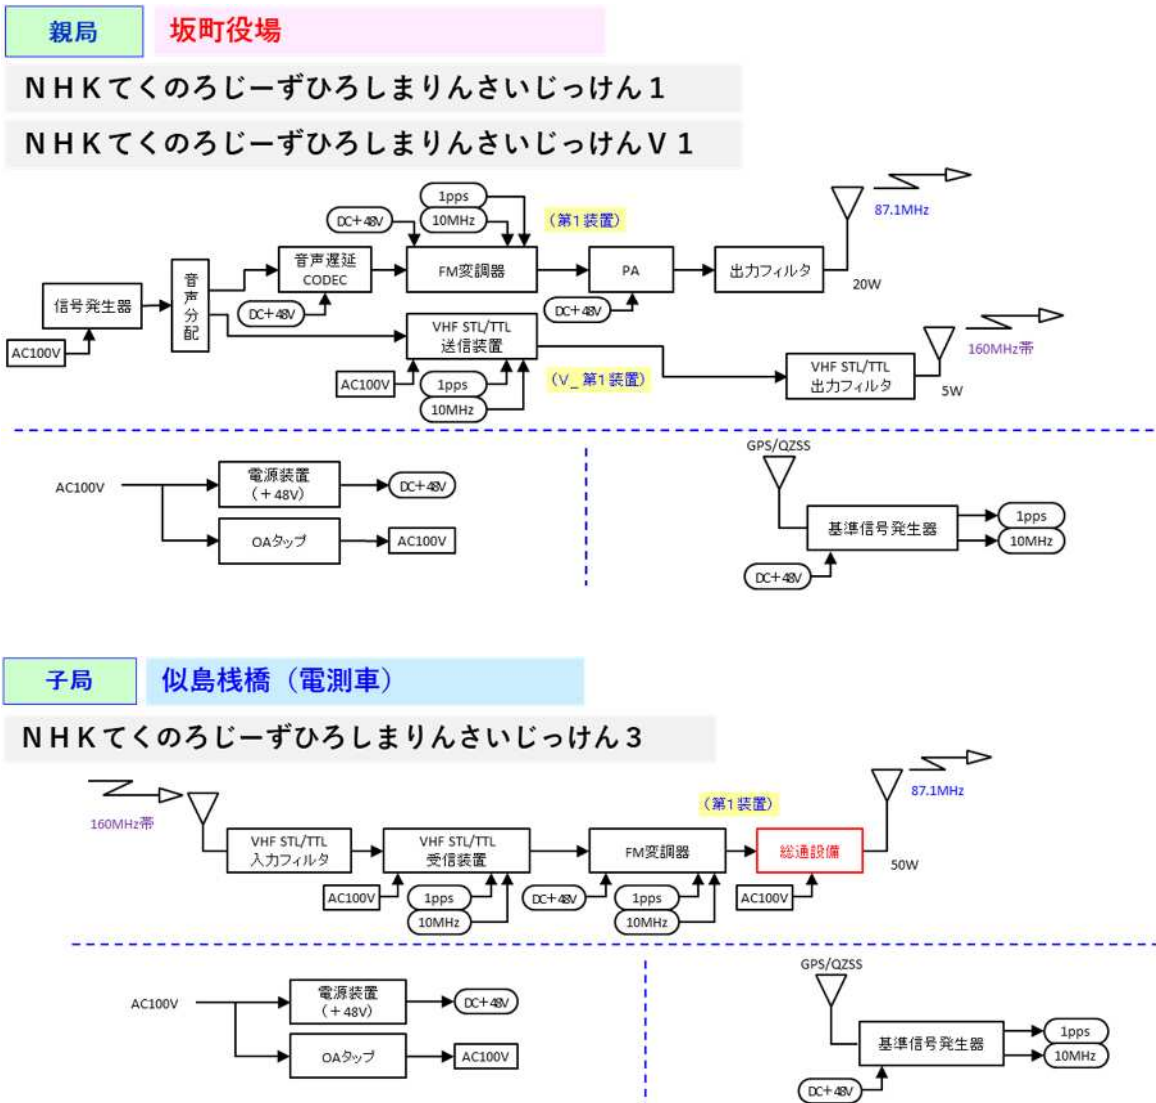 親局
坂町役場
ＮＨＫてくのろじーずひろしまりんさいじっけん１
ＮＨＫてくのろじーずひろしまりんさいじっけんＶ１
1pps
DC＋48V
10MHz
（第1装置）
87.1MHz
音声遅延
CODEC
FM変調器
PA
出力フィルタ
20W
信号発生器
音声分配
DC＋48V
DC＋48V
AC100V
VHF STL/TTL
送信装置
160MHz帯
VHF STL/TTL
出力フィルタ
5W
AC100V
1pps
10MHz
（V_第1装置）
AC100V
電源装置
（＋48V）
DC＋48V
OAタップ
AC100V
GPS/QZSS
基準信号発生器
1pps
10MHz
DC＋48V
子局
似島桟橋（電測車）
ＮＨＫてくのろじーずひろしまりんさいじっけん３
160MHz帯
（第1装置）
87.1MHz
VHF STL/TTL
入力フィルタ
VHF STL/TTL
受信装置
FM変調器
総通設備
50W
AC100V
1pps
10MHz
DC＋48V
1pps
10MHz
AC100V
AC100V
電源装置
（＋48V）
DC＋48V
OAタップ
AC100V
GPS/QZSS
基準信号発生器
1pps
10MHz
DC＋48V